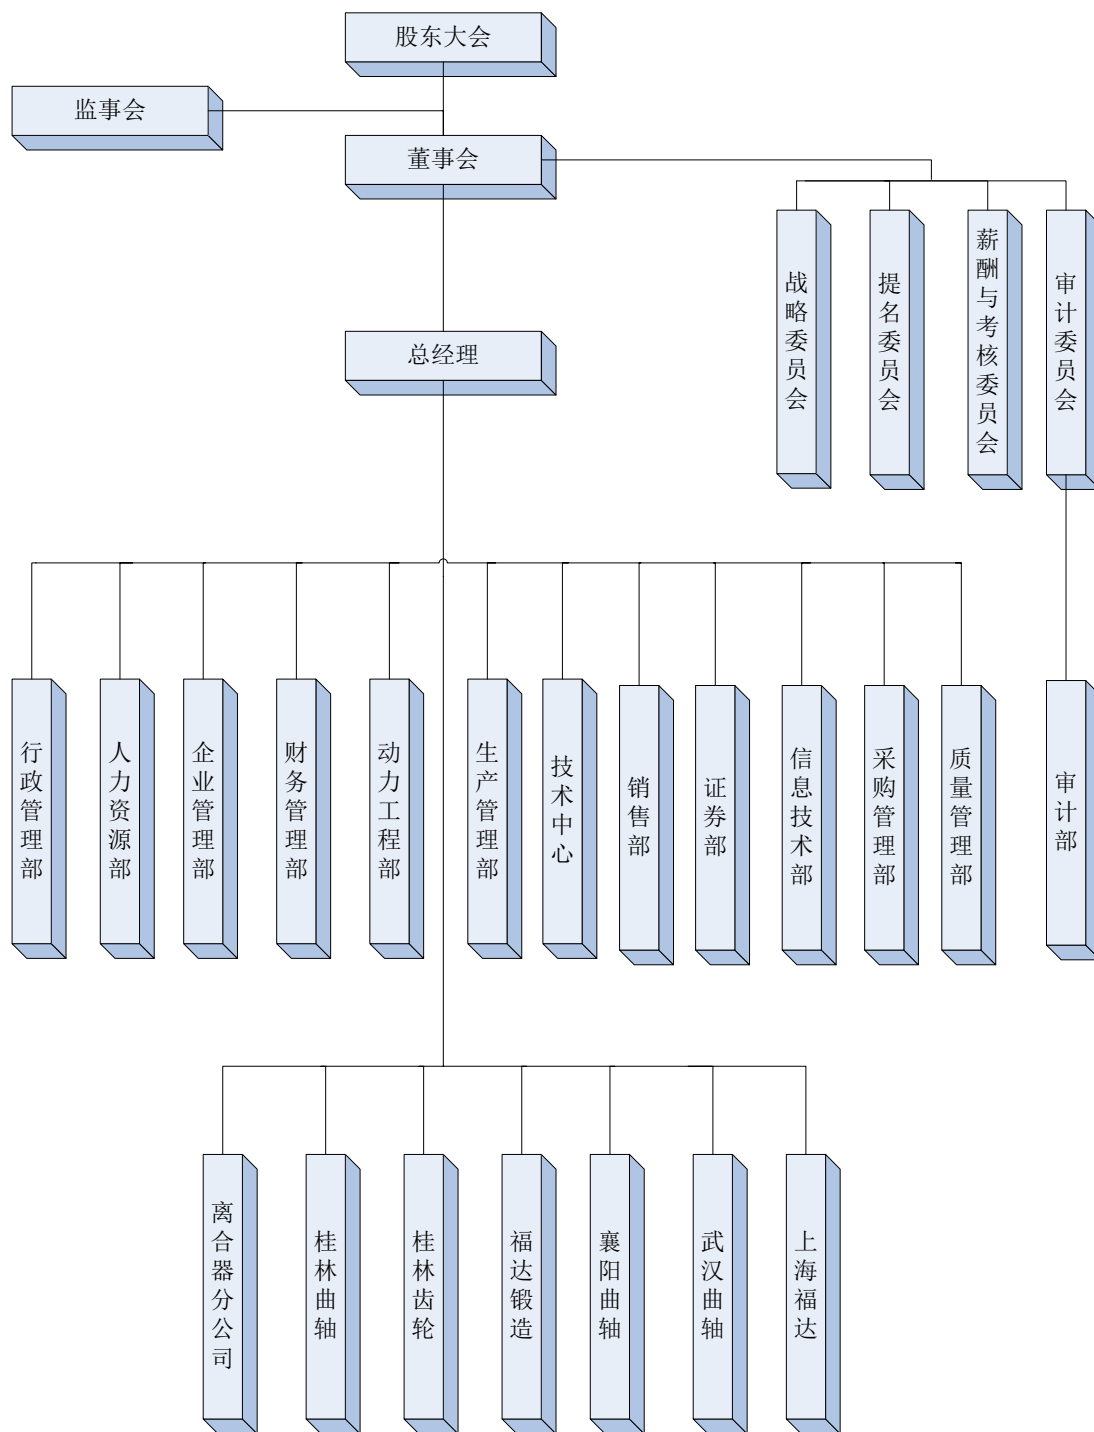 股东大会
监事会
董事会
战略委员会
提名委员会
薪酬与考核委员会
审计委员会
总经理
行政管理部
人力资源部
企业管理部
财务管理部
动力工程部
生产管理部
技术中心
销售部
证券部
信息技术部
采购管理部
质量管理部
审计部
离合器分公司
桂林曲轴
桂林齿轮
福达锻造
襄阳曲轴
武汉曲轴
上海福达